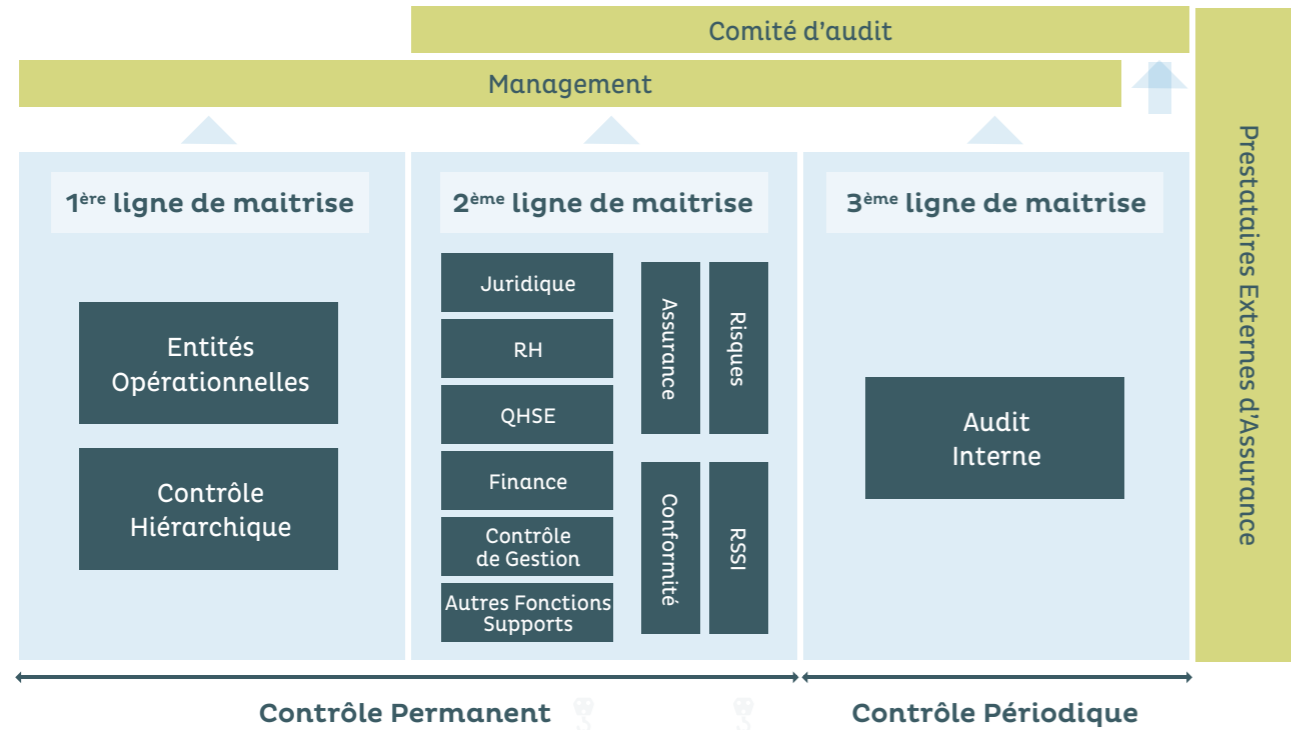 Comité d'audit
Management
1ère ligne de maitrise
Entités
Opérationnelles
Contrôle
Hiérarchique
2ème ligne de maitrise
Juridique
RH
QHSE
Finance
Contrôle
de Gestion
Autres Fonctions
Supports
Assurance
Risques
Conformité
RSSI
3ème ligne de maitrise
Audit
Interne
Prestataires Externes d'Assurance
Contrôle Permanent
Contrôle Périodique